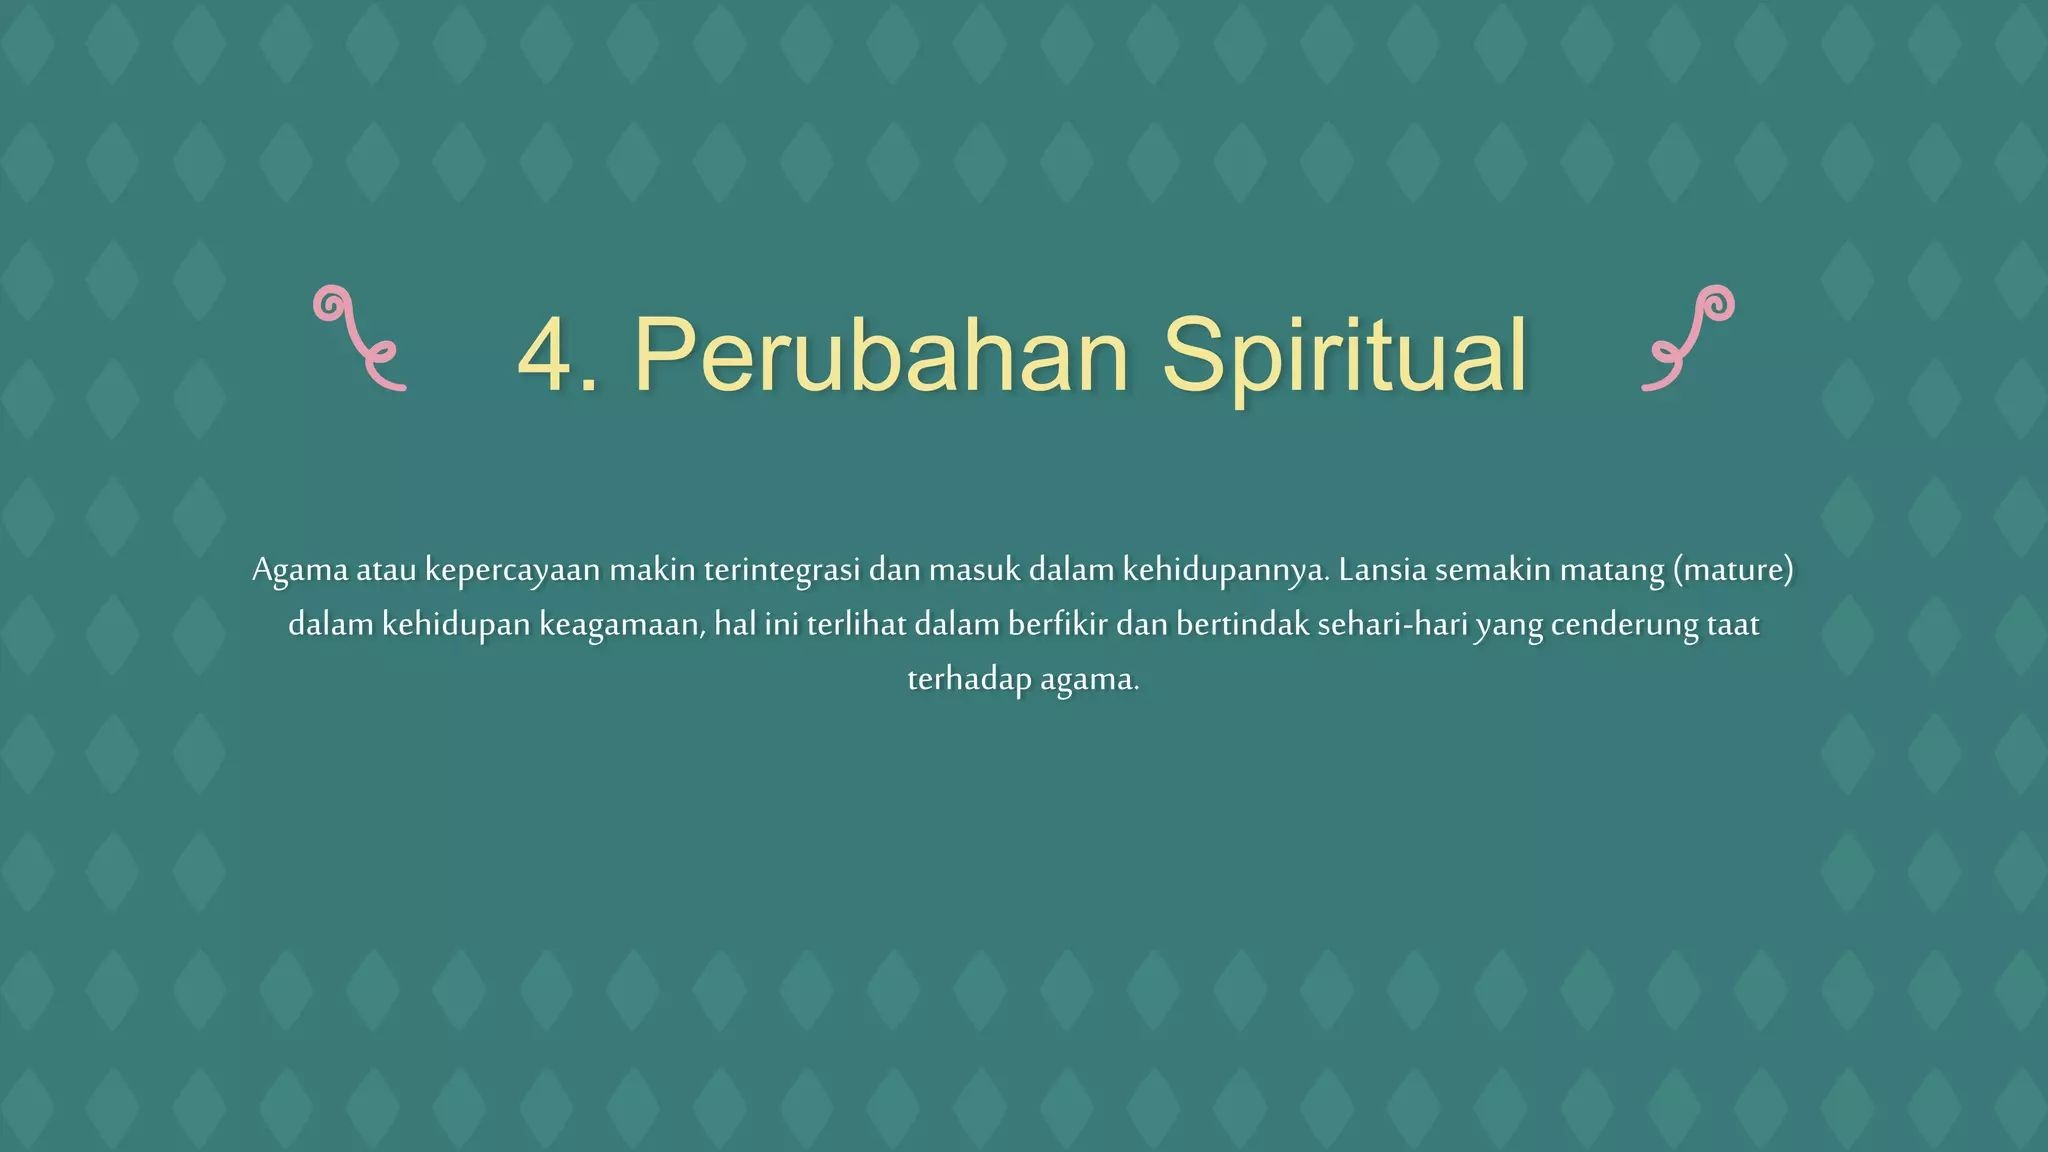 4. Perubahan Spiritual
Agama atau kepercayaan makin terintegrasi dan masuk dalam kehidupannya. Lansia semakin matang (mature)
dalam kehidupan keagamaan, hal ini terlihat dalam berfikir dan bertindak sehari-hari yang cenderung taat
terhadap agama.